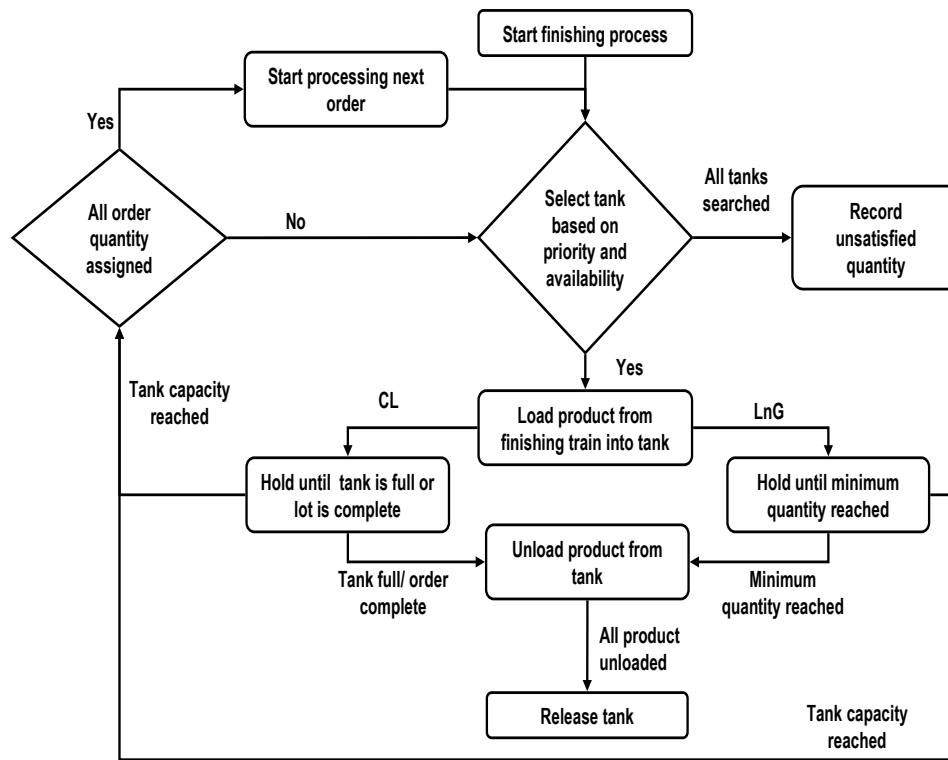 Start finishing process
Start processing next
order
Yes
All order
quantity
assigned
No
Select tank
based on
priority and
availability
All tanks
searched
Record
unsatisfied
quantity
Yes
Tank capacity
reached
CL
Load product from
finishing train into tank
LnG
Hold until tank is full or
lot is complete
Hold until minimum
quantity reached
Unload product from
tank
Tank full/ order
complete
Minimum
quantity reached
All product
unloaded
Release tank
Tank capacity
reached